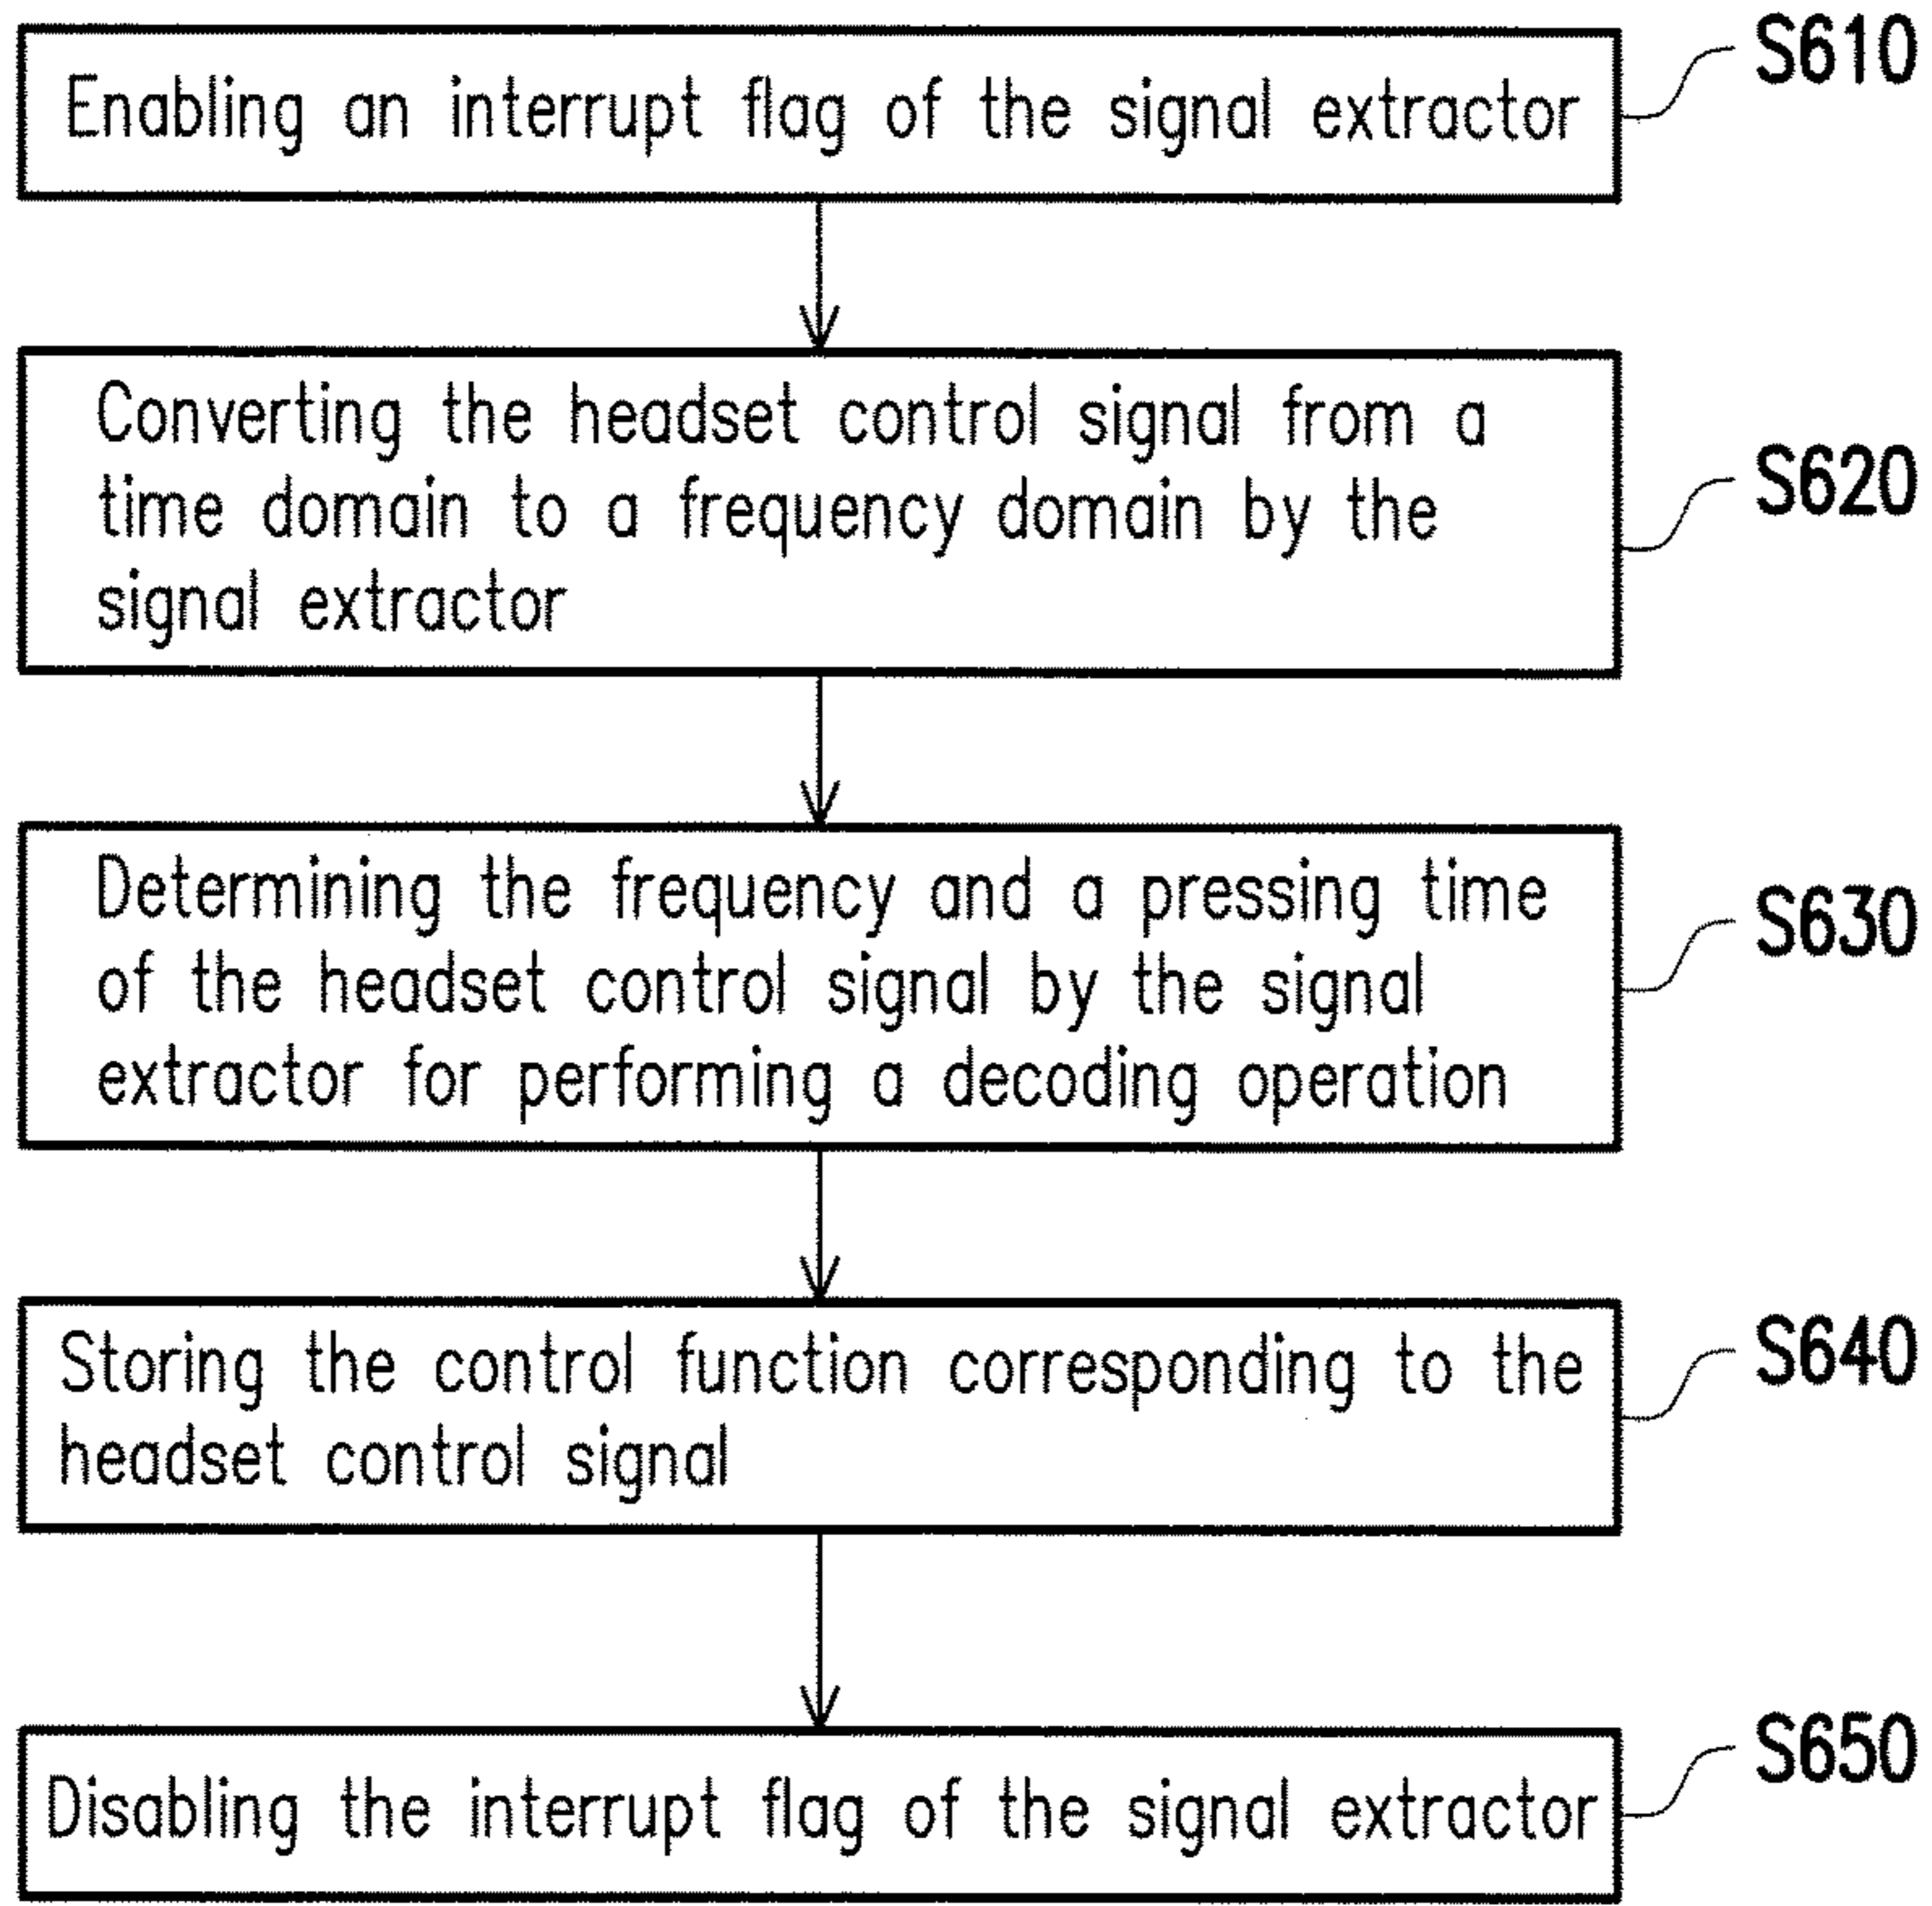 Enabling an interrupt flag of the signal extractor
S610
Converting the headset control signal from a
time domain to a frequency domain by the
signal extractor
S620
Determining the frequency and a pressing time
of the headset control signal by the signal
extractor for performing a decoding operation
S630
Storing the control function corresponding to the
headset control signal
S640
Disabling the interrupt flag of the signal extractor
S650